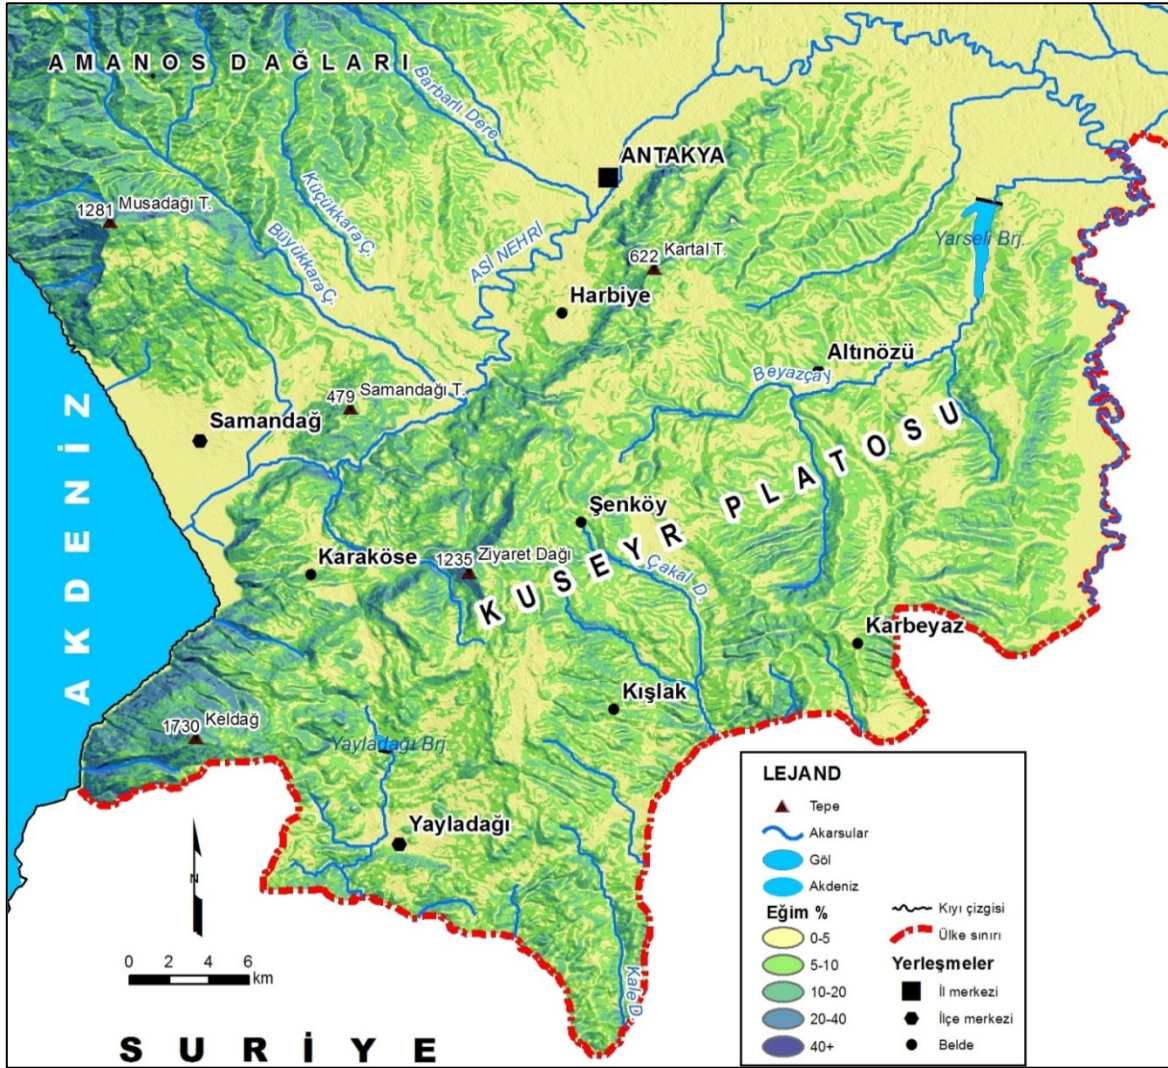 AMANOS DAĞLARI
Barbarlı Dere
ANTAKYA
1281 Musadağı T.
Küçükkara Ç.
Büyükkara Ç.
ASİ NEHRİ
622 Kartal T.
Yarseli Brj.
Harbiye
Altınözü
Beyazçay
479 Samandağı T.
Samandağ
AKDENİZ
KUSEYR PLATOSU
Şenköy
Karaköse
1235 Ziyaret Dağı
Çakal D.
Karbeyaz
Kışlak
1730 Keldağ
Yayladağı Brj.
Yayladağı
Kale D.
N
0 2 4 6
km
SURİYE
LEJAND
Tepe
Akarsular
Göl
Akdeniz
Eğim %
0-5
5-10
10-20
20-40
40+
Kıyı çizgisi
Ülke sınırı
Yerleşmeler
İl merkezi
İlçe merkezi
Belde